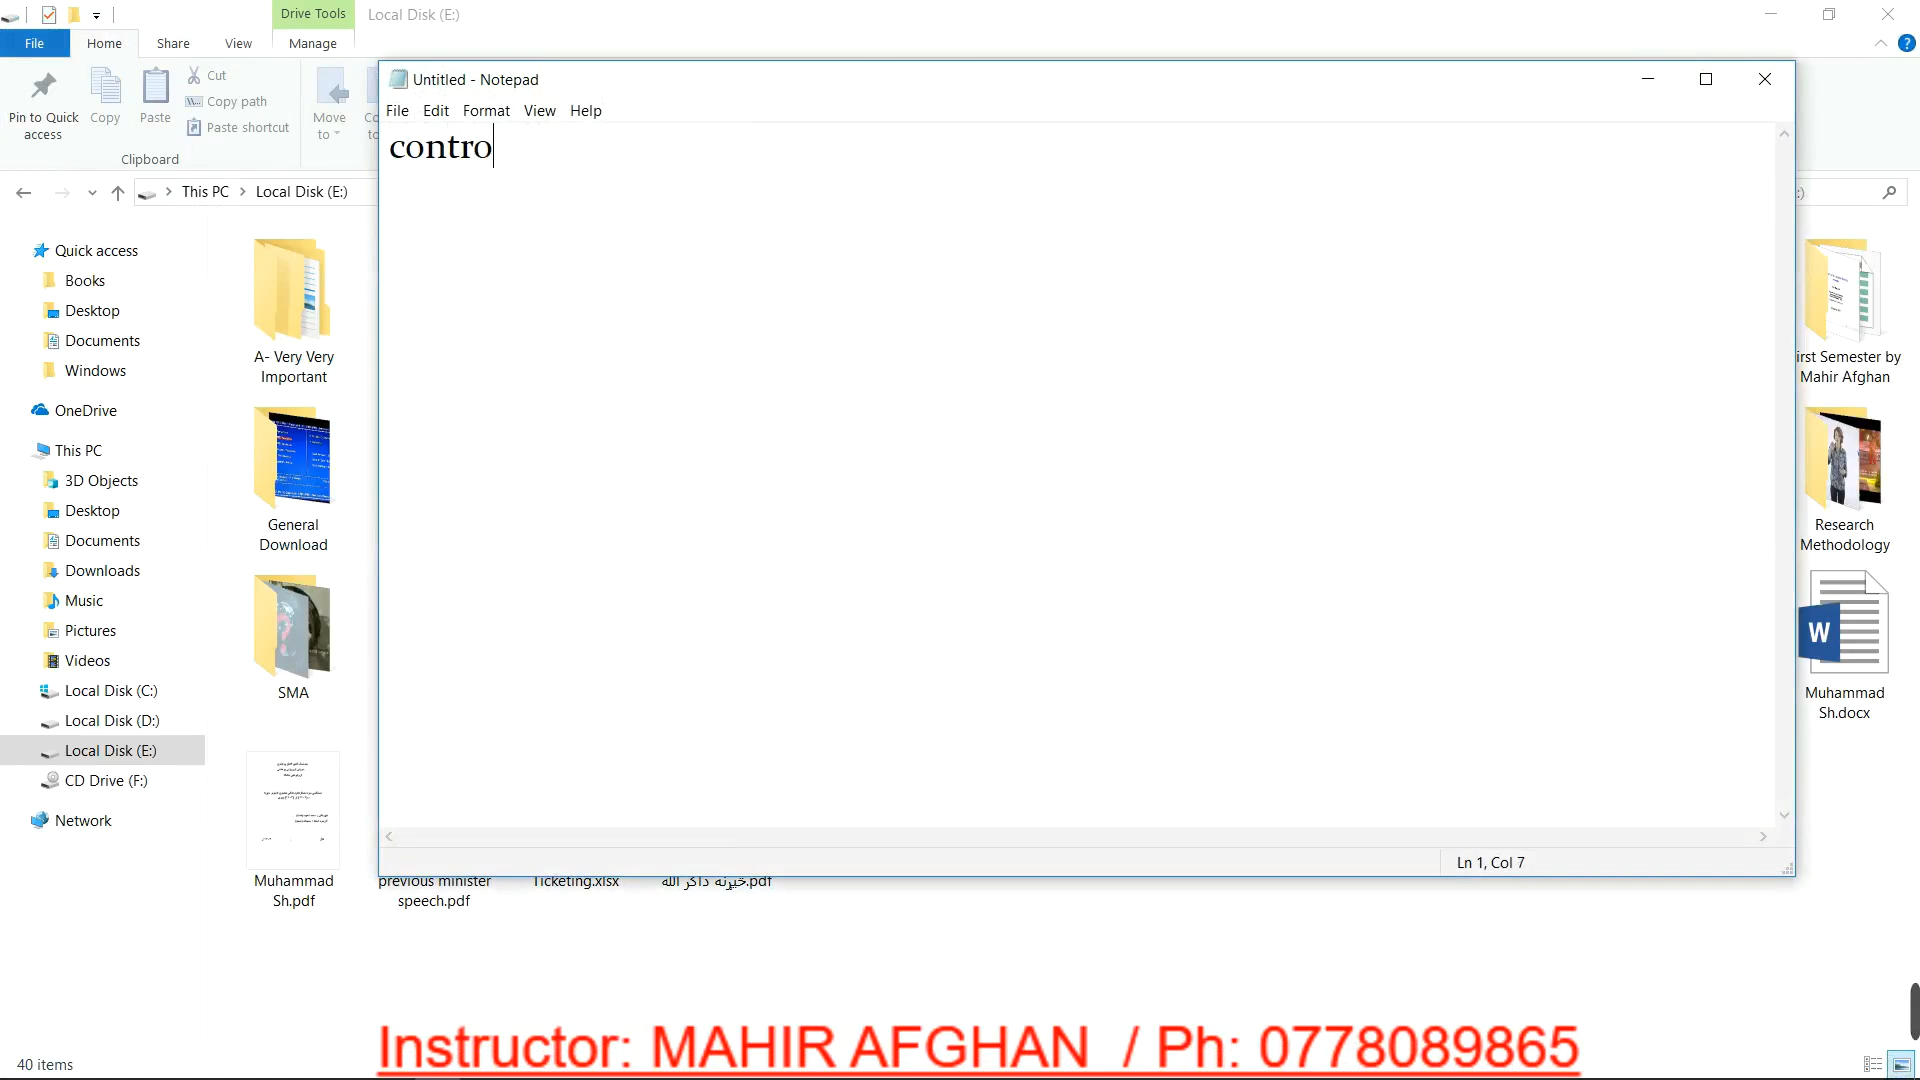 Drive Tools
Local Disk (E:)
File
Home
Share
View
Manage
Pin to Quick access
Copy
Paste
Cut
Copy path
Paste shortcut
Move to
Clipboard
This PC
Local Disk (E:)
Untitled - Notepad
File Edit Format View Help
contro
Ln 1, Col 7
Quick access
Books
Desktop
Documents
Windows
OneDrive
This PC
3D Objects
Desktop
Documents
Downloads
Music
Pictures
Videos
Local Disk (C:)
Local Disk (D:)
Local Disk (E:)
CD Drive (F:)
Network
A- Very Very
Important
irst Semester by
Mahir Afghan
General
Download
Research
Methodology
SMA
Muhammad
Sh.docx
Muhammad
Sh.pdf
previous minister
speech.pdf
Ticketing.xlsx
خېرنه ډاکر الله.pdf
40 items
Instructor: MAHIR AFGHAN / Ph: 0778089865